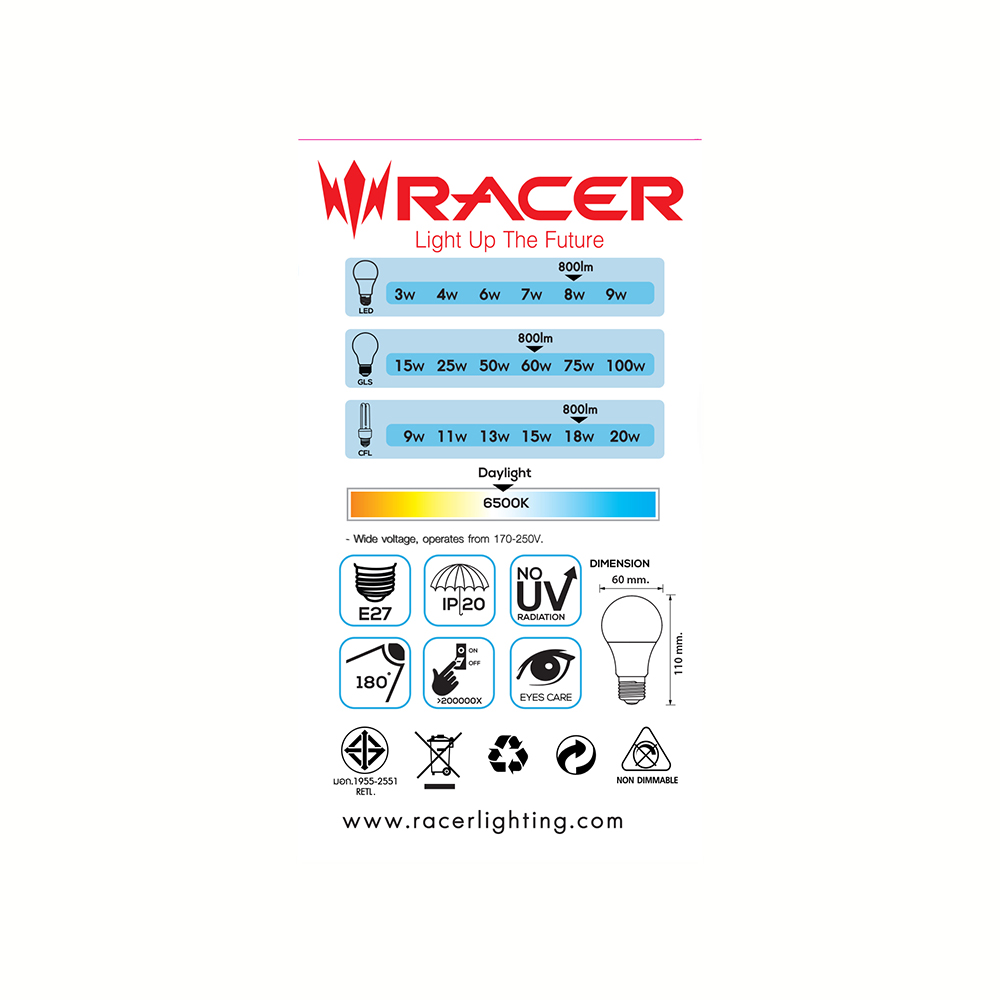 RACER
Light Up The Future
800lm
3w 4w 6w 7w 8w 9w
LED
800lm
15w 25w 50w 60w 75w 100w
GLS
800lm
9w 11w 13w 15w 18w 20w
CFL
Daylight
6500K
- Wide voltage, operates from 170-250V.
E27
IP 20
NO
UV
RADIATION
DIMENSION
60 mm.
110 mm.
180°
ON
OFF
>200000X
EYES CARE
มอก.1955-2551
RETL.
NON DIMMABLE
www.racerlighting.com